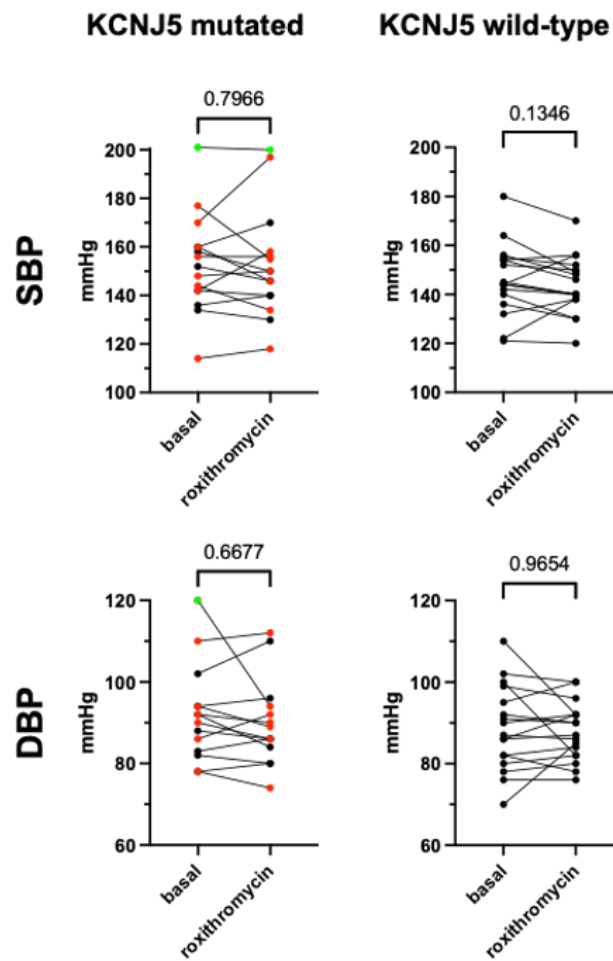 KCNJ5 mutated
KCNJ5 wild-type
SBP
0.7966
200
180
160
140
120
100
mmHg
basal
roxithromycin
0.1346
200
180
160
140
120
100
mmHg
basal
roxithromycin
DBP
0.6677
120
100
80
60
mmHg
basal
roxithromycin
0.9654
120
100
80
60
mmHg
basal
roxithromycin